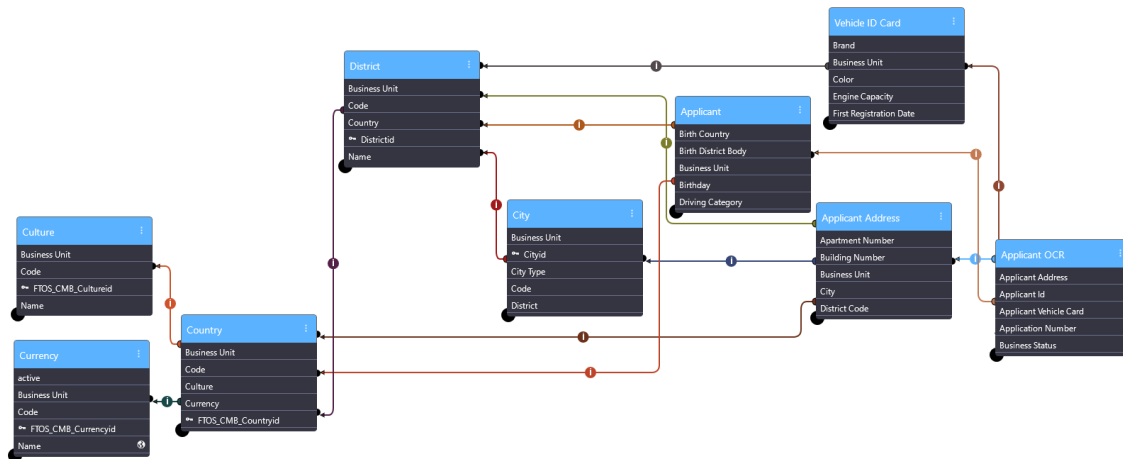 Vehicle ID Card
Brand
Business Unit
Color
Engine Capacity
First Registration Date
District
Business Unit
Code
Country
Districtid
Name
Applicant
Birth Country
Birth District Body
Business Unit
Birthday
Driving Category
City
Business Unit
Cityid
City Type
Code
District
Applicant Address
Apartment Number
Building Number
Business Unit
City
District Code
Applicant OCR
Applicant Address
Applicant Id
Applicant Vehicle Card
Application Number
Business Status
Culture
Business Unit
Code
FTOS_CMB_Cultureid
Name
Country
Business Unit
Code
Culture
Currency
FTOS_CMB_Countryid
Currency
active
Business Unit
Code
FTOS_CMB_Currencyid
Name